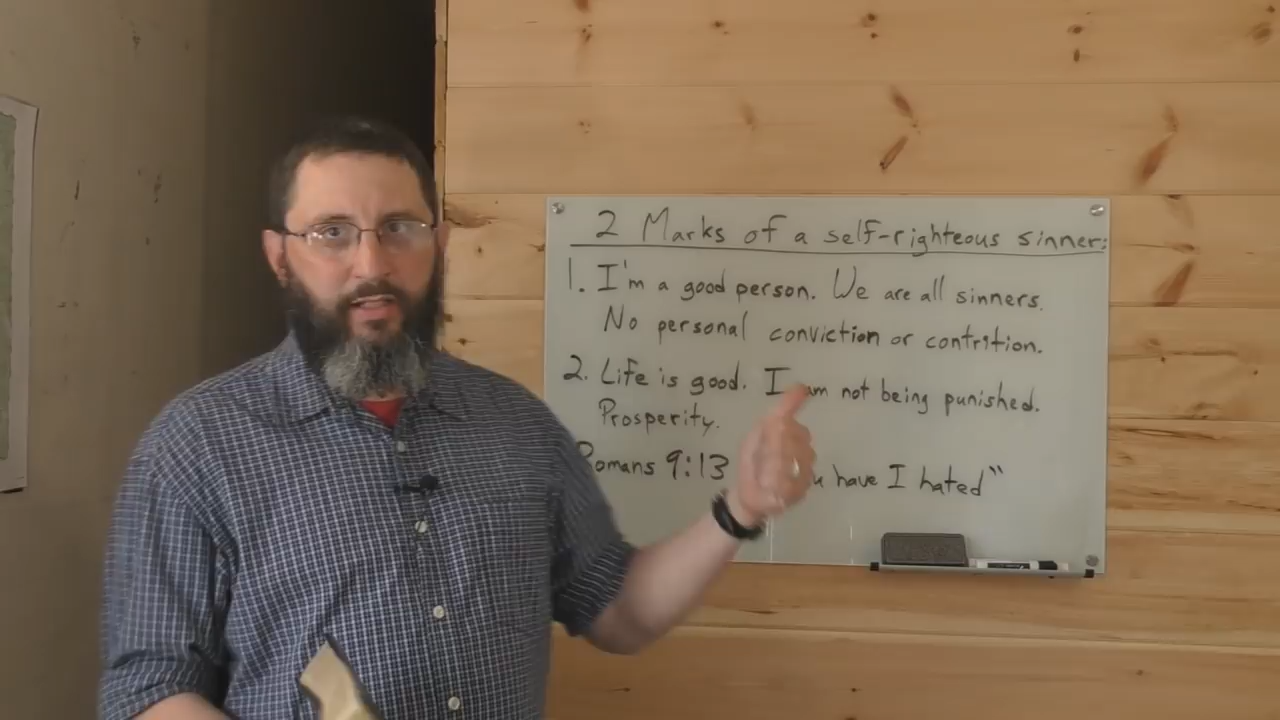 2 Marks of a self-righteous sinner:
1. I'm a good person. We are all sinners.
No personal conviction or contrition.
2. Life is good. I am not being punished.
Prosperity.
Romans 9:13 have I hated"